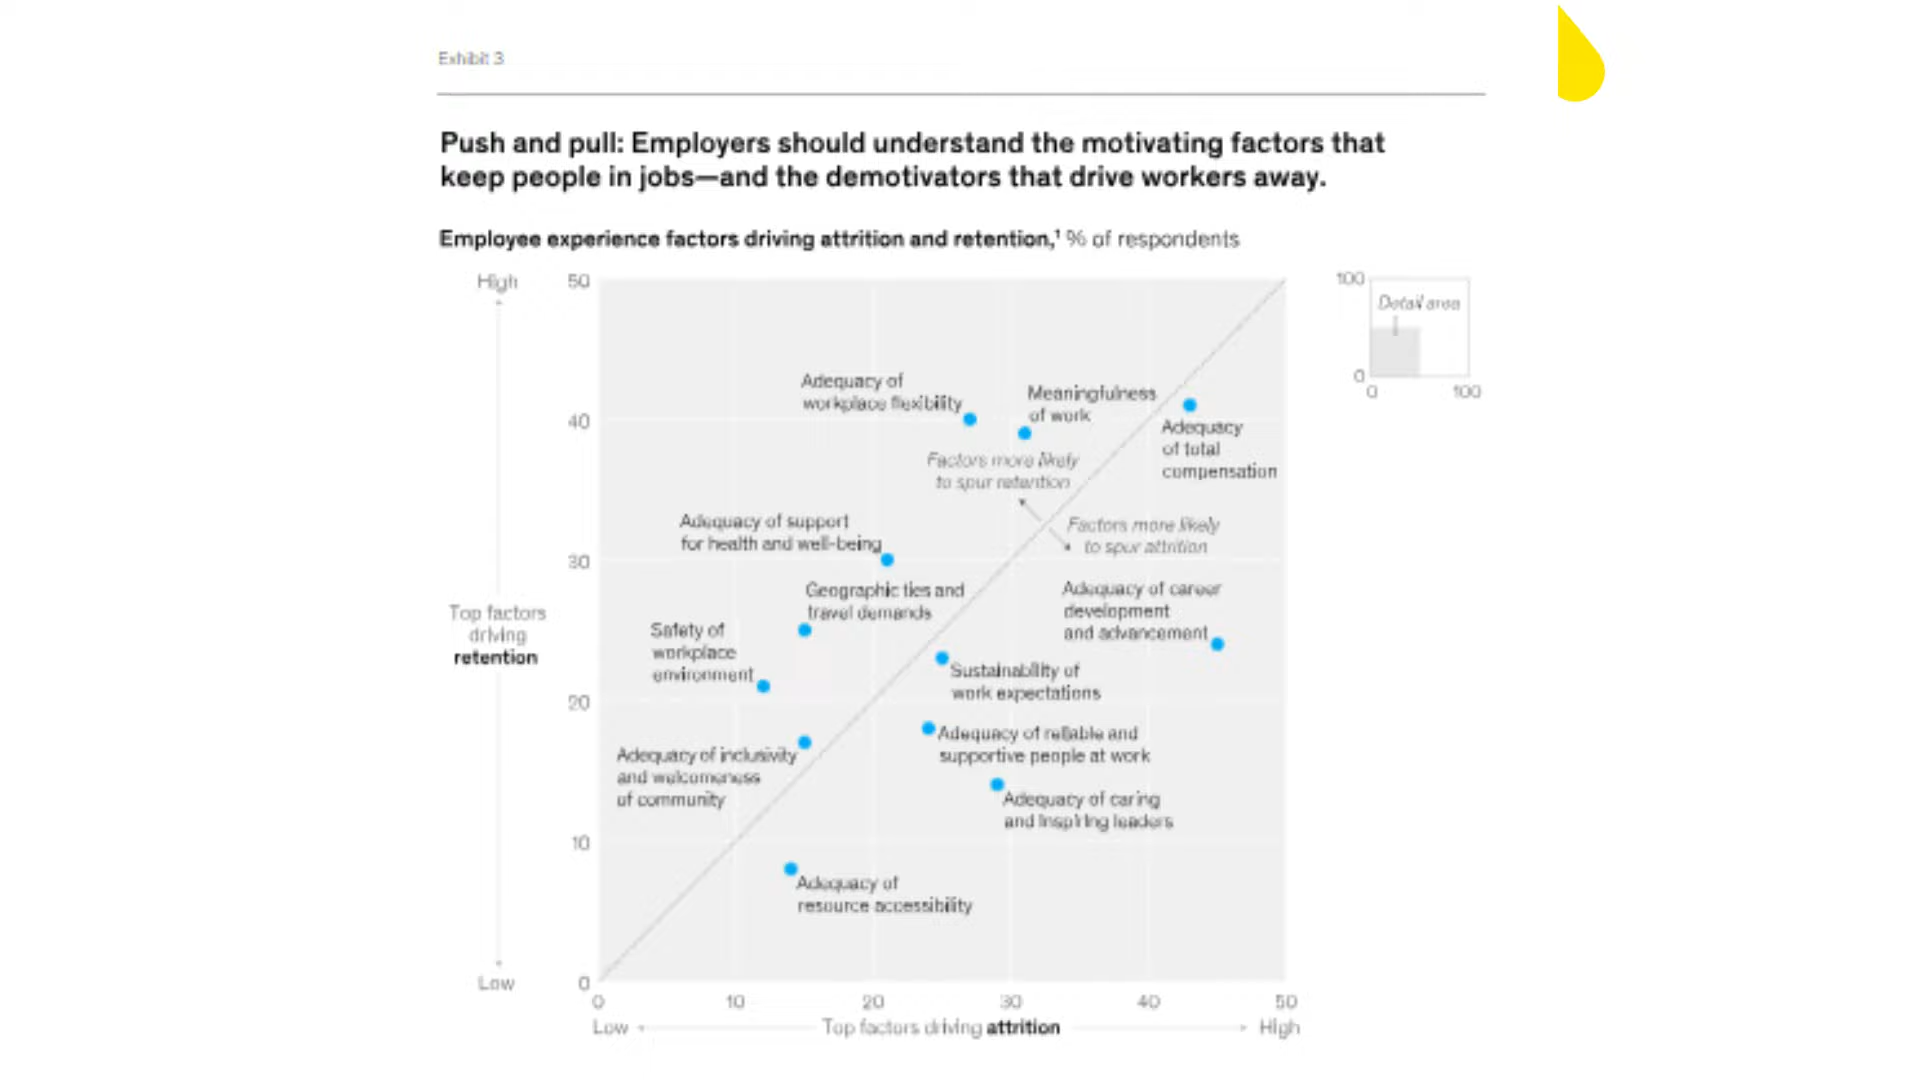 Exhibit 3
Push and pull: Employers should understand the motivating factors that
keep people in jobs—and the demotivators that drive workers away.
Employee experience factors driving attrition and retention,¹ % of respondents
High
50
40
30
20
10
0
Low
Top factors
driving
retention
Adequacy of
workplace flexibility
Meaningfulness
of work
Adequacy
of total
compensation
Factors more likely
to spur retention
Factors more likely
to spur attrition
Adequacy of support
for health and well-being
Geographic ties and
travel demands
Safety of
workplace
environment
Adequacy of career
development
and advancement
Sustainability of
work expectations
Adequacy of reliable and
supportive people at work
Adequacy of inclusivity
and welcomeness
of community
Adequacy of caring
and inspiring leaders
Adequacy of
resource accessibility
0
10
20
30
40
50
Low
Top factors driving attrition
High
100
Detail area
0
0
100